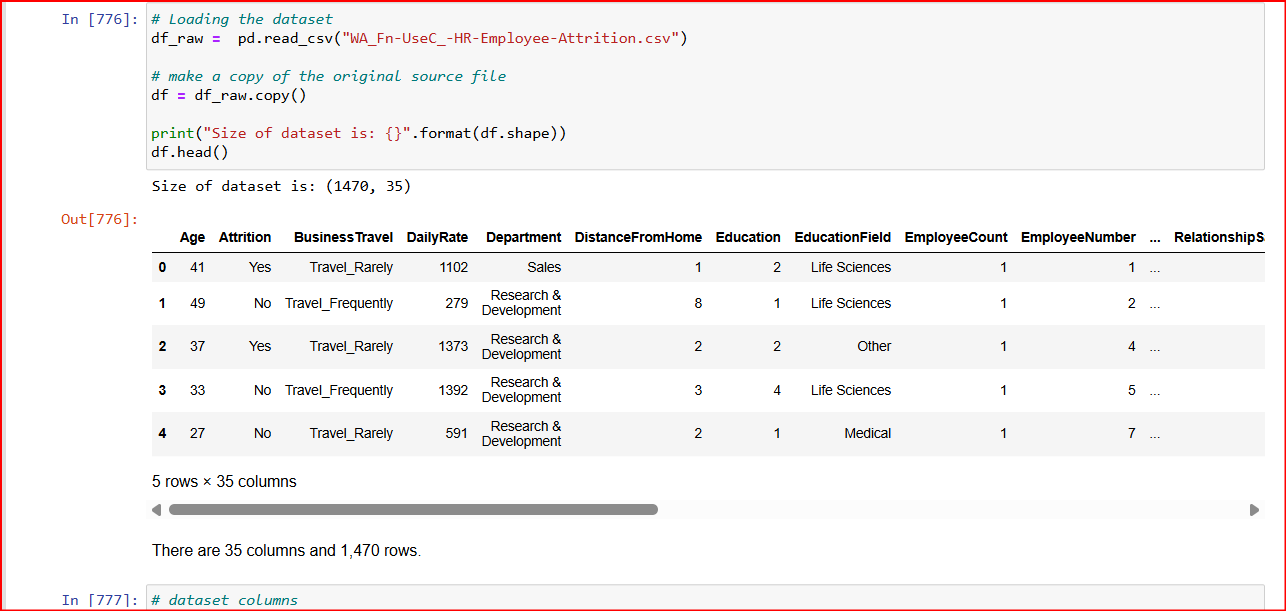 In [776]: # Loading the dataset
df_raw =  pd.read_csv("WA_Fn-UseC_-HR-Employee-Attrition.csv")
# make a copy of the original source file
df = df_raw.copy()
print("Size of dataset is: {}".format(df.shape))
df.head()
Size of dataset is: (1470, 35)
Out[776]:
Age Attrition BusinessTravel DailyRate Department DistanceFromHome Education EducationField EmployeeCount EmployeeNumber ... RelationshipS
0 41 Yes Travel_Rarely 1102 Sales 1 2 Life Sciences 1 1 ...
1 49 No Travel_Frequently 279 Research & Development 8 1 Life Sciences 1 2 ...
2 37 Yes Travel_Rarely 1373 Research & Development 2 2 Other 1 4 ...
3 33 No Travel_Frequently 1392 Research & Development 3 4 Life Sciences 1 5 ...
4 27 No Travel_Rarely 591 Research & Development 2 1 Medical 1 7 ...
5 rows × 35 columns
There are 35 columns and 1,470 rows.
In [777]: # dataset columns